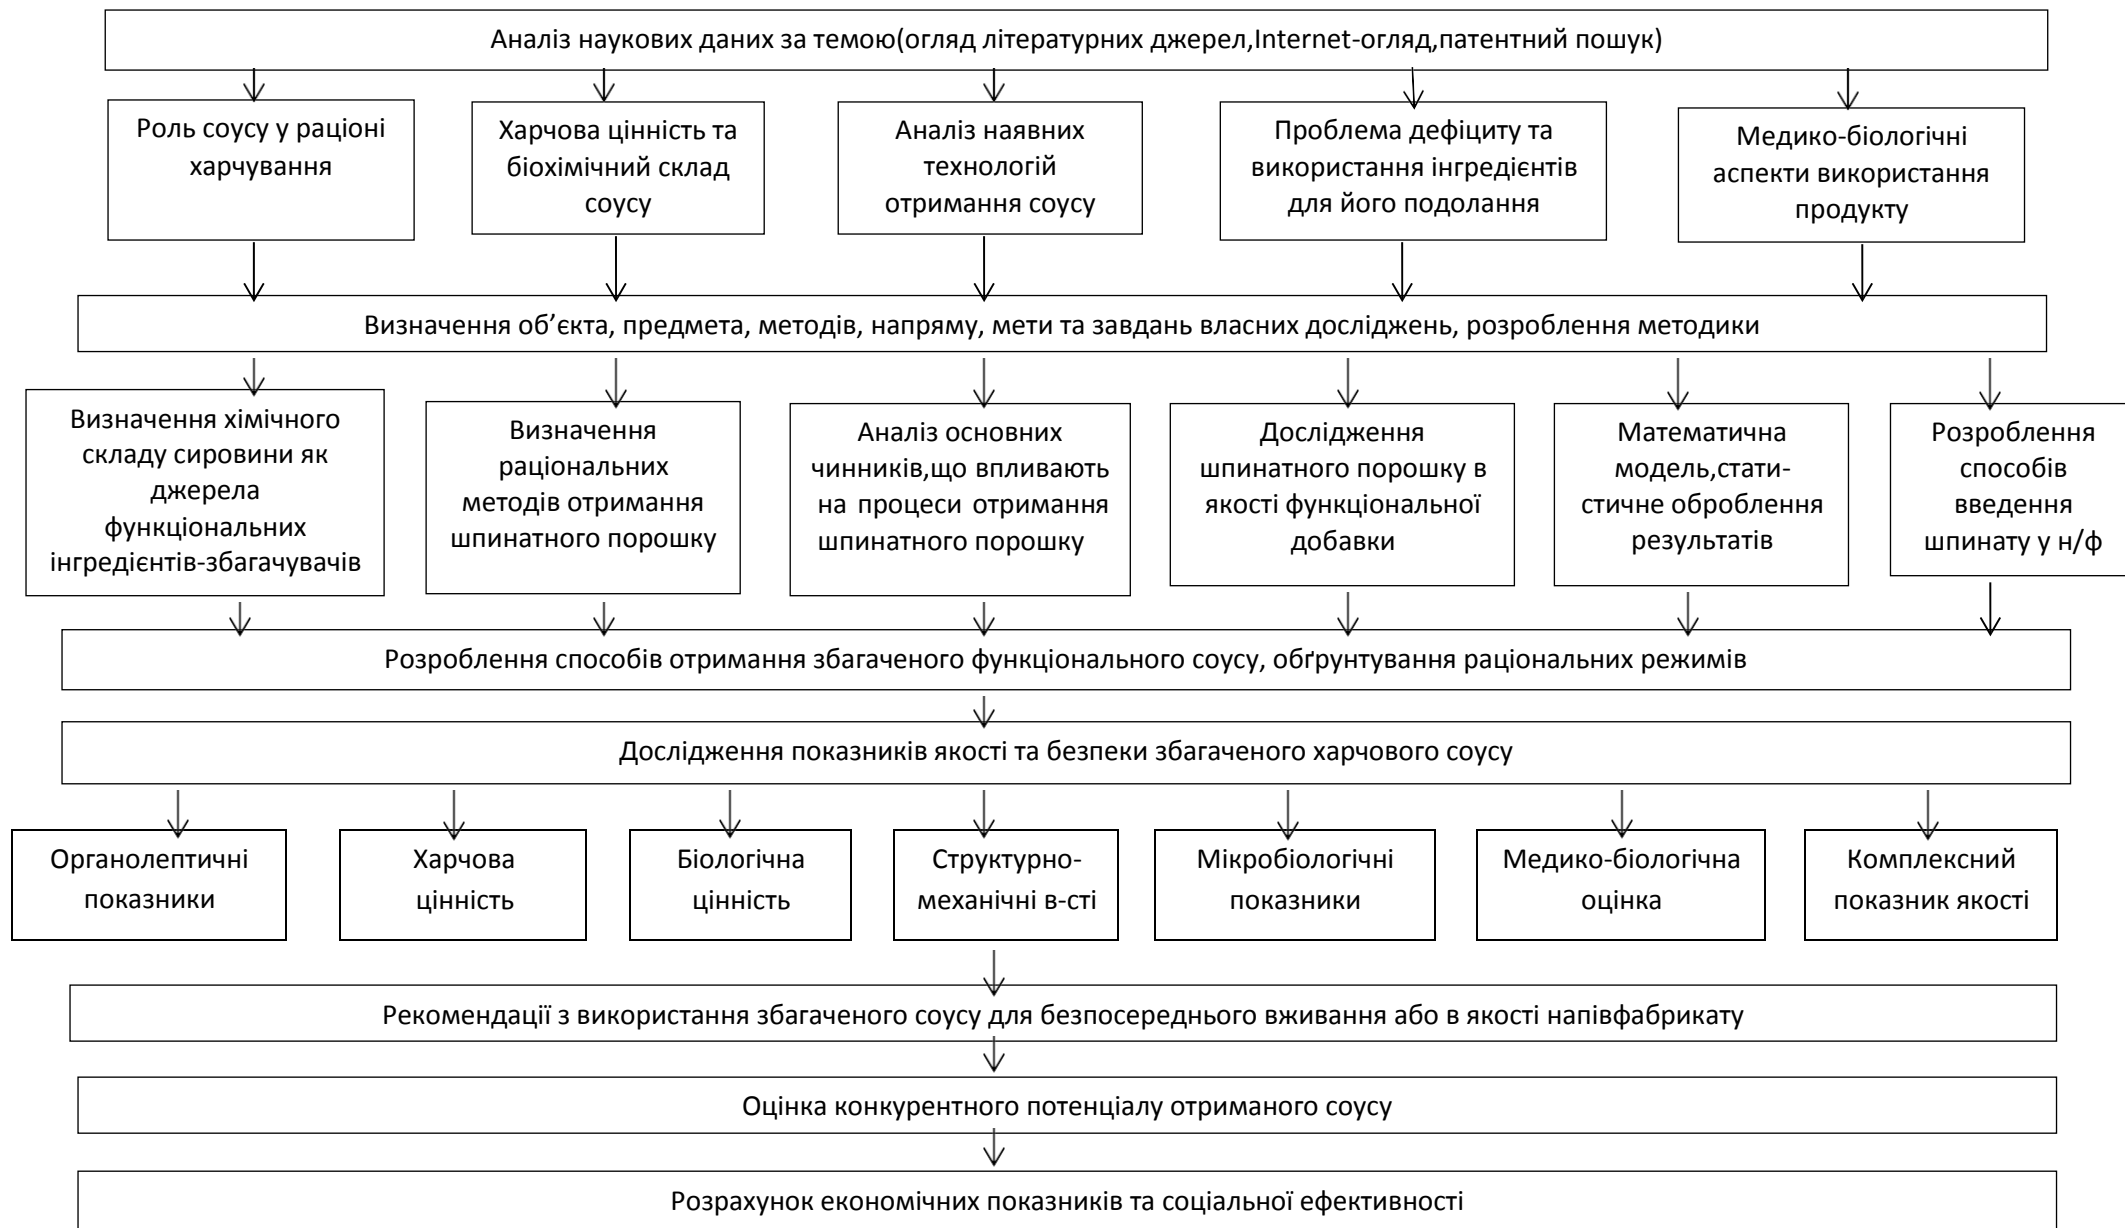 Аналіз наукових даних за темою(огляд літературних джерел,Internet-огляд,патентний пошук)
Роль соусу у раціоні
харчування
Харчова цінність та
біохімічний склад
соусу
Аналіз наявних
технологій
отримання соусу
Проблема дефіциту та
використання інгредієнтів
для його подолання
Медико-біологічні
аспекти використання
продукту
Визначення об’єкта, предмета, методів, напряму, мети та завдань власних досліджень, розроблення методики
Визначення хімічного
складу сировини як
джерела
функціональних
інгредієнтів-збагачувачів
Визначення
раціональних
методів отримання
шпинатного порошку
Аналіз основних
чинників,що впливають
на процеси отримання
шпинатного порошку
Дослідження
шпинатного порошку в
якості функціональної
добавки
Математична
модель,стати-
стичне оброблення
результатів
Розроблення
способів
введення
шпинату у н/ф
Розроблення способів отримання збагаченого функціонального соусу, обґрунтування раціональних режимів
Дослідження показників якості та безпеки збагаченого харчового соусу
Органолептичні
показники
Харчова
цінність
Біологічна
цінність
Структурно-
механічні в-сті
Мікробіологічні
показники
Медико-біологічна
оцінка
Комплексний
показник якості
Рекомендації з використання збагаченого соусу для безпосереднього вживання або в якості напівфабрикату
Оцінка конкурентного потенціалу отриманого соусу
Розрахунок економічних показників та соціальної ефективності